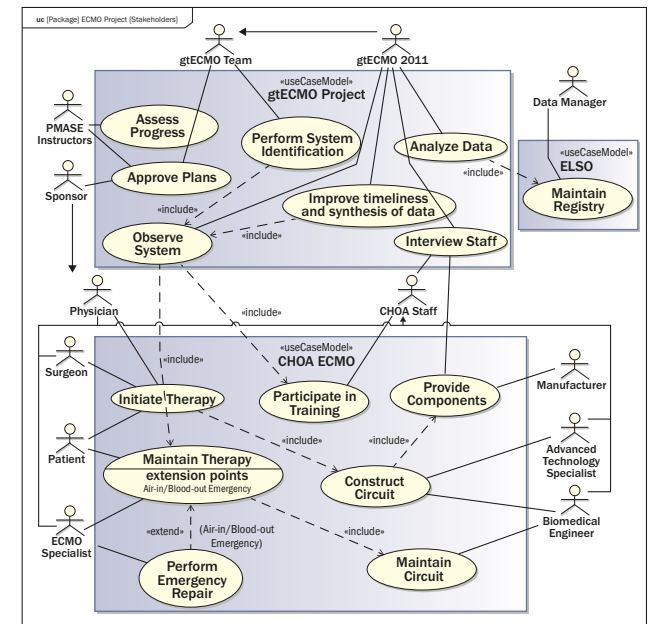 uc [Package] ECMO Project [Stakeholders]
gtECMO Team
gtECMO 2011
«useCaseModel»
gtECMO Project
Data Manager
PMASE
Instructors
Assess
Progress
Perform System
Identification
Analyze Data
«useCaseModel»
ELSO
«include»
Sponsor
Approve Plans
Maintain
Registry
«include»
Improve timeliness
and synthesis of data
Observe
System
«include»
Interview Staff
Physician
«include»
CHOA Staff
«useCaseModel»
CHOA ECMO
«include»
Surgeon
Initiate Therapy
Participate in
Training
Provide
Components
Manufacturer
Patient
Maintain Therapy
extension points
Air-in/Blood-out Emergency
«include»
«include»
Construct
Circuit
Advanced
Technology
Specialist
ECMO
Specialist
«extend»
(Air-in/Blood-out
Emergency)
«include»
Biomedical
Engineer
Perform
Emergency
Repair
Maintain
Circuit